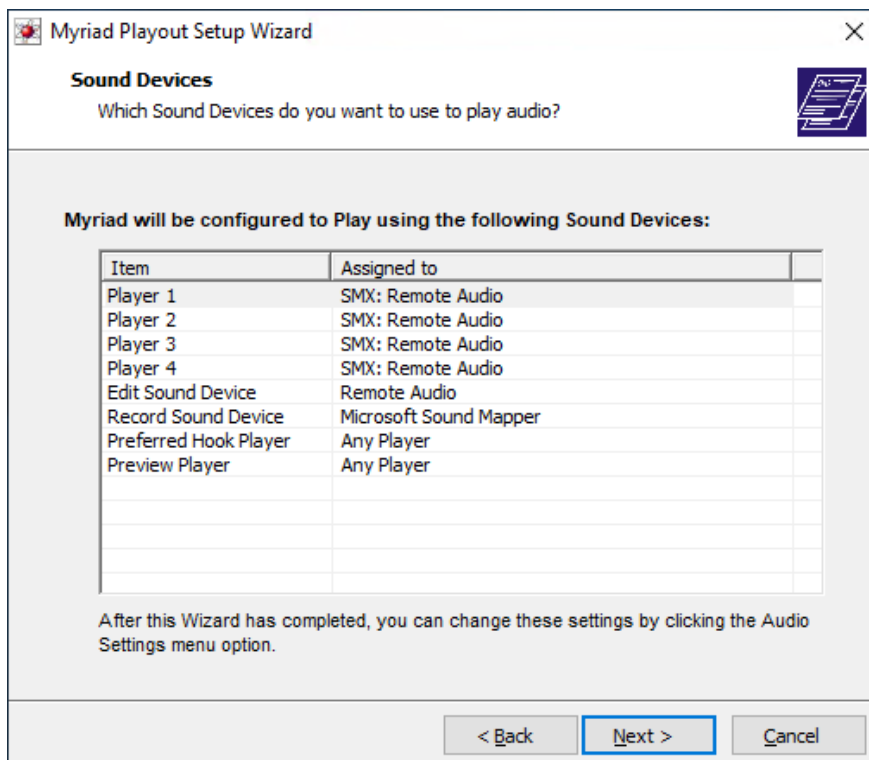 Myriad Playout Setup Wizard
Sound Devices
Which Sound Devices do you want to use to play audio?
Myriad will be configured to Play using the following Sound Devices:
Item Assigned to
Player 1 SMX: Remote Audio
Player 2 SMX: Remote Audio
Player 3 SMX: Remote Audio
Player 4 SMX: Remote Audio
Edit Sound Device Remote Audio
Record Sound Device Microsoft Sound Mapper
Preferred Hook Player Any Player
Preview Player Any Player
After this Wizard has completed, you can change these settings by clicking the Audio
Settings menu option.
< Back Next > Cancel